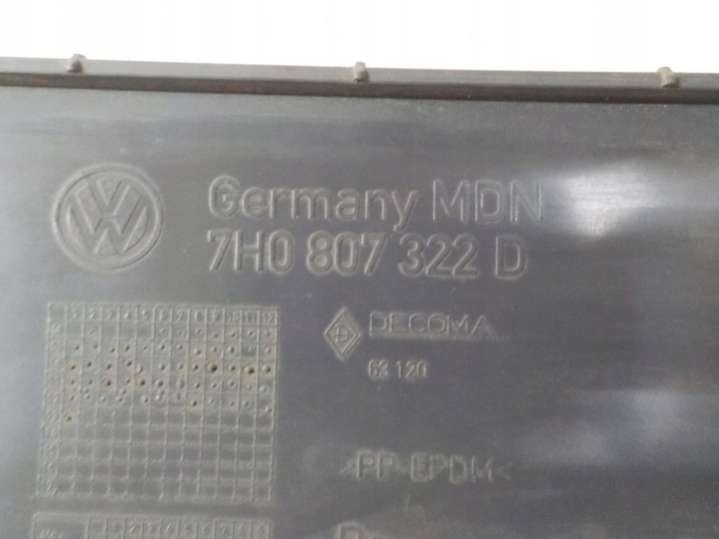 Germany MDN
7H0 807 322 D
DECOMA
63 120
>PP-EPDM<